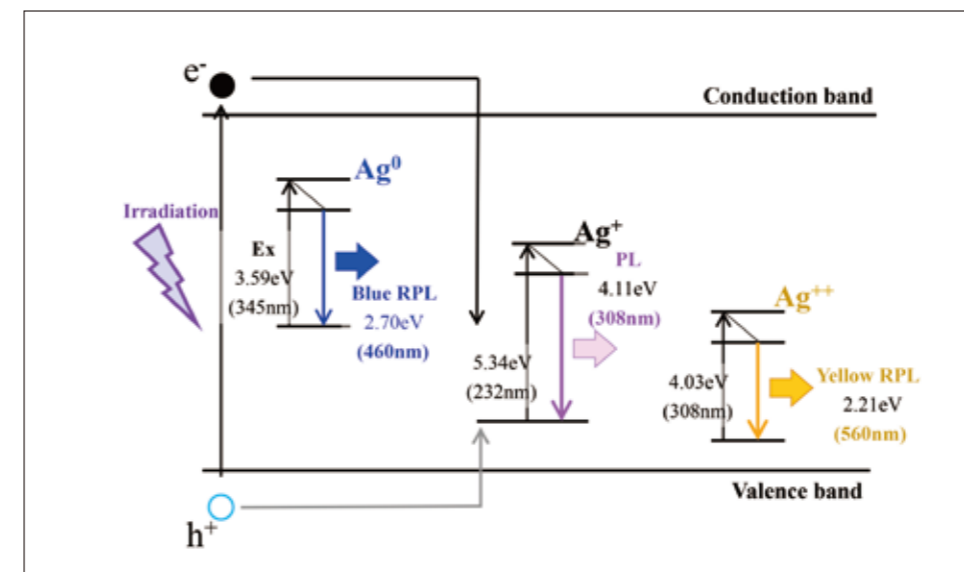 e-
Conduction band
Ag0
Irradiation
Ex
3.59eV
(345nm)
Blue RPL
2.70eV
(460nm)
Ag+
PL
4.11eV
(308nm)
5.34eV
(232nm)
Ag++
4.03eV
(308nm)
Yellow RPL
2.21eV
(560nm)
Valence band
h+